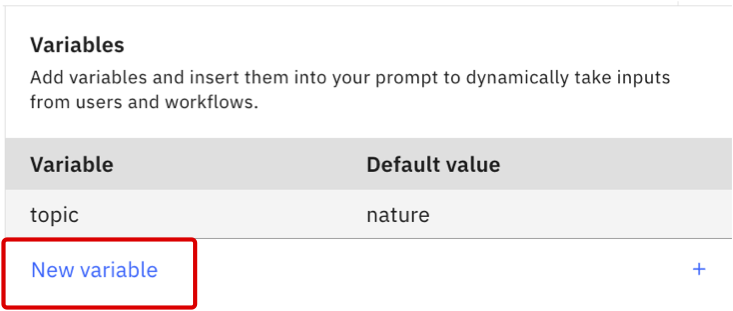 Variables
Add variables and insert them into your prompt to dynamically take inputs
from users and workflows.
Variable Default value
topic nature
New variable +